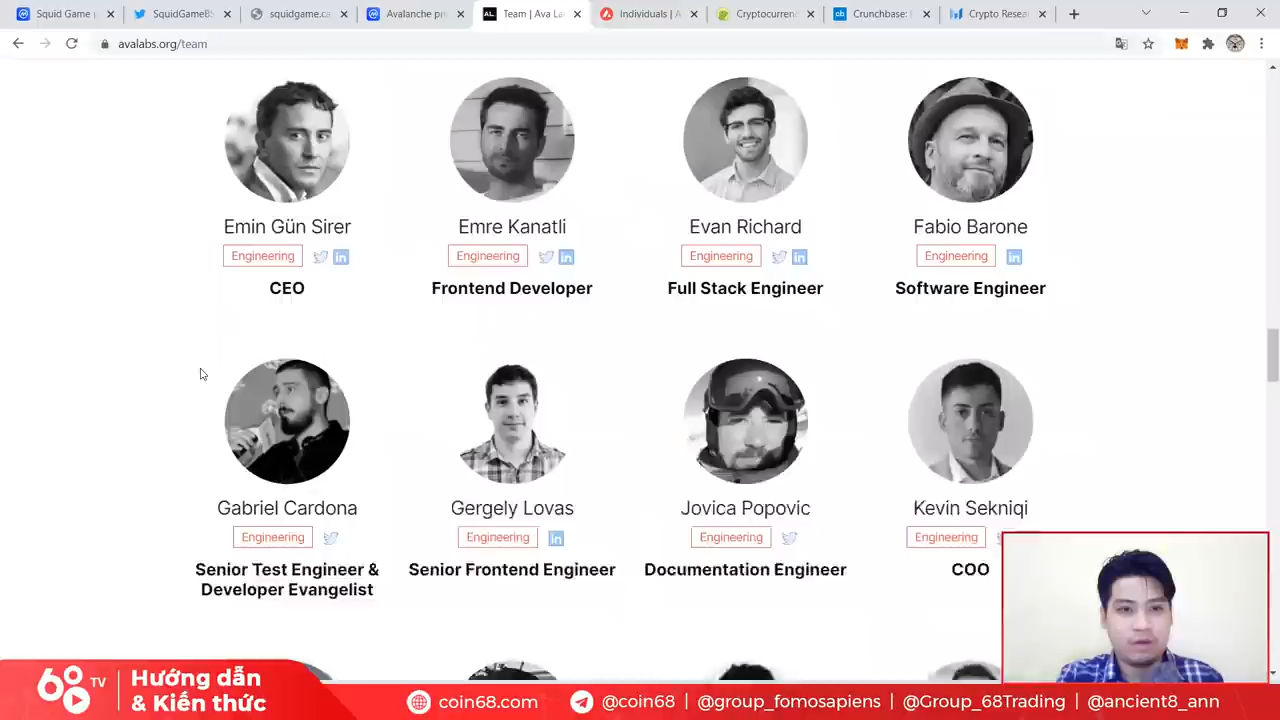 Squid Game p
SquidGameBS
squidgame.ca
Avalanche pr
Team | Ava La
Individuals | A
Cryptocurren
Crunchbase:
Crypto Resea
avalabs.org/team
Emin Gün Sirer
Emre Kanatli
Evan Richard
Fabio Barone
Engineering
Engineering
Engineering
Engineering
CEO
Frontend Developer
Full Stack Engineer
Software Engineer
Gabriel Cardona
Gergely Lovas
Jovica Popovic
Kevin Sekniqi
Engineering
Engineering
Engineering
Engineering
Senior Test Engineer &
Developer Evangelist
Senior Frontend Engineer
Documentation Engineer
COO
68 TV
Hướng dẫn
& Kiến thức
coin68.com
@coin68 | @group_fomosapiens | @Group_68Trading | @ancient8_ann